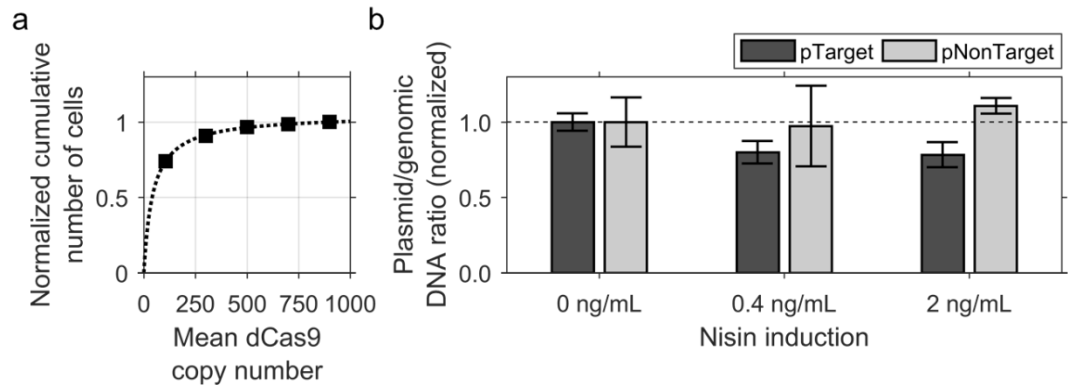 a
Normalized cumulative
number of cells
1
0.5
0
0 250 500 750 1000
Mean dCas9
copy number
b
Plasmid/genomic
DNA ratio (normalized)
pTarget pNonTarget
1.0
0.5
0.0
0 ng/mL 0.4 ng/mL 2 ng/mL
Nisin induction